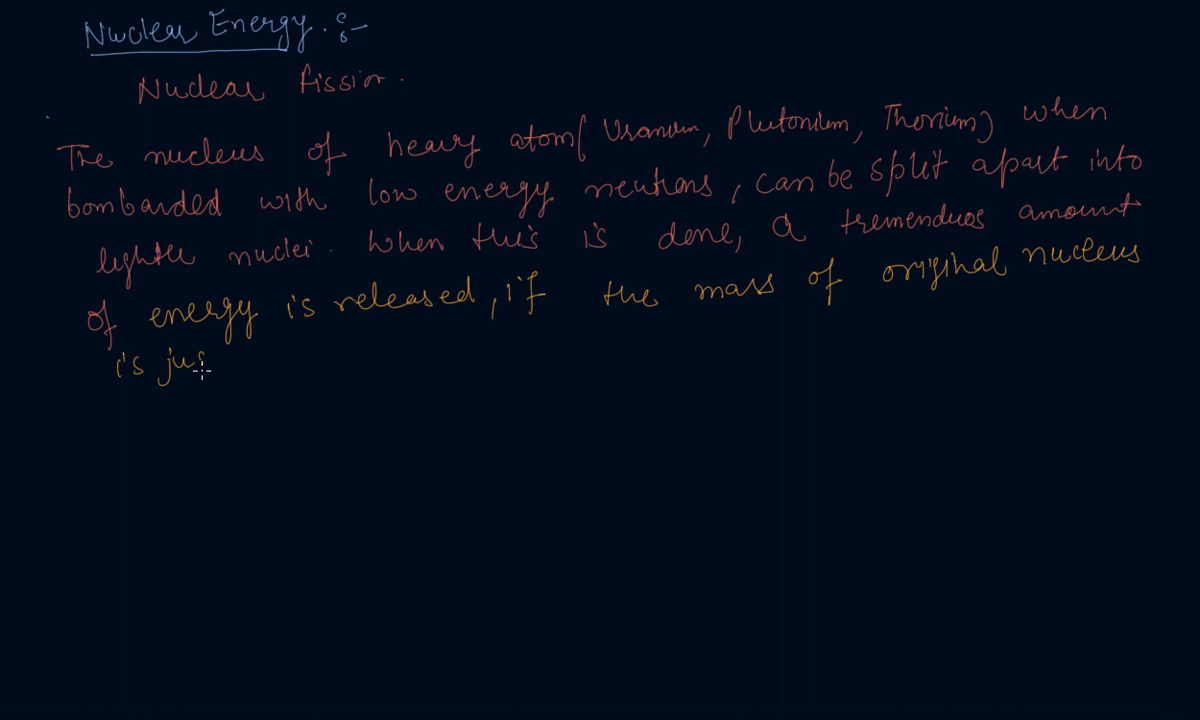 Nuclear Energy :-
Nuclear fission.
The nucleus of heavy atom (Uranium, Plutonium, Thorium) when
bombarded with low energy neutrons, can be split apart into
lighter nuclei. When this is done, a tremenduos amount
of energy is released, if the mass of original nucleus
is jus